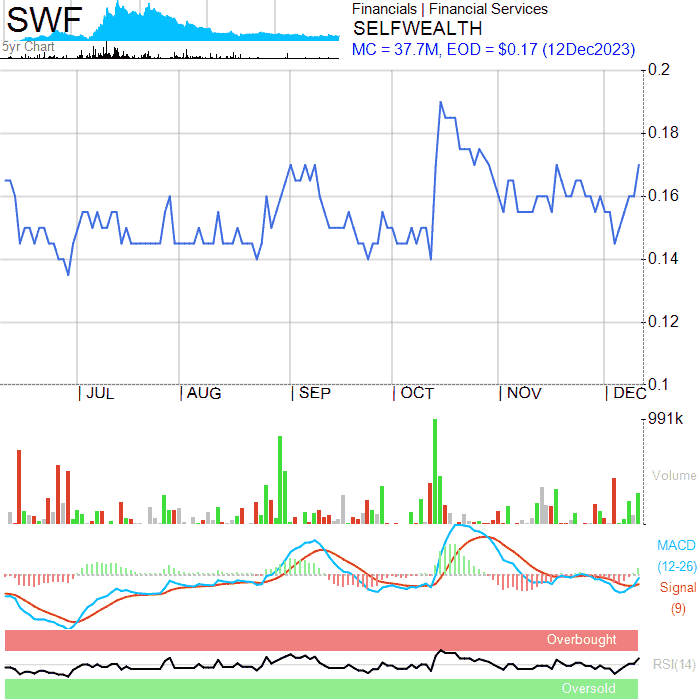 SWF
5yr Chart
Financials | Financial Services
SELFWEALTH
MC = 37.7M, EOD = $0.17 (12Dec2023)
0.2
0.18
0.16
0.14
0.12
0.1
JUL AUG SEP OCT NOV DEC
991k
Volume
MACD
(12-26)
Signal
(9)
Overbought
RSI(14)
Oversold